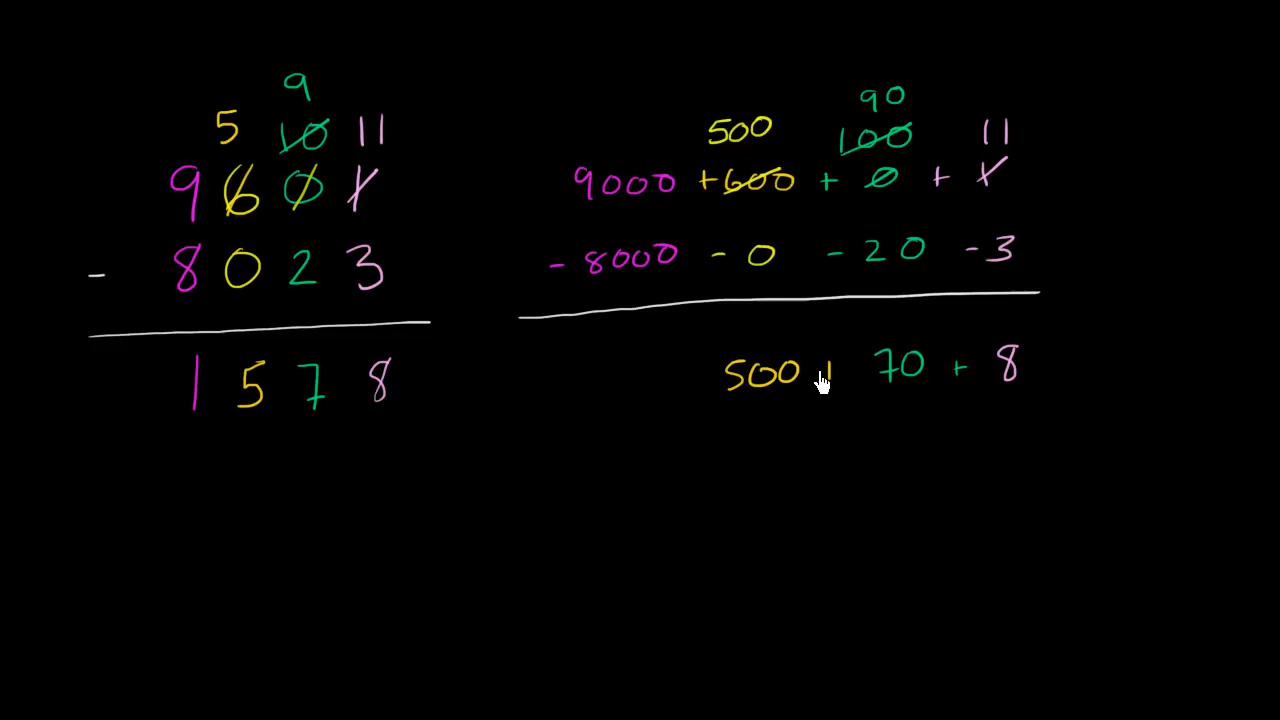 9
5 10 11
9 6 0 1
- 8 0 2 3
1 5 7 8
90
500 100 11
9000 + 600 + 0 + 1
- 8000 - 0 - 20 - 3
500 + 70 + 8